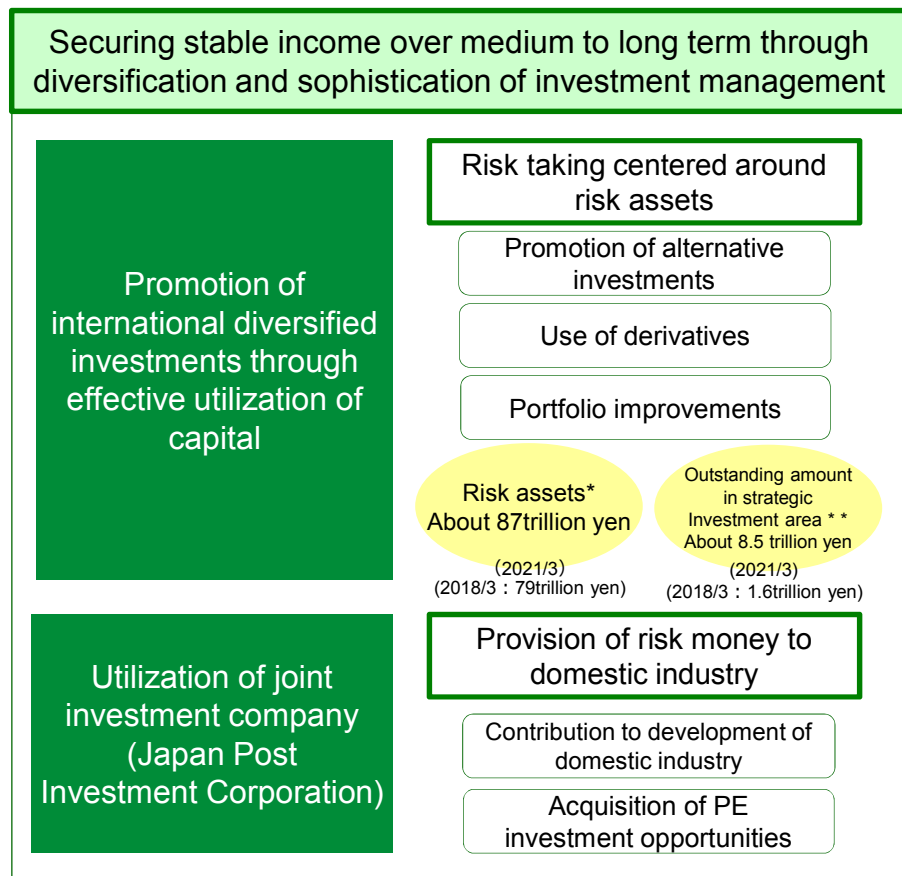 Securing stable income over medium to long term through
diversification and sophistication of investment management
Promotion of
international diversified
investments through
effective utilization of
capital
Risk taking centered around
risk assets
Promotion of alternative
investments
Use of derivatives
Portfolio improvements
Risk assets*
About 87trillion yen
(2021/3)
(2018/3：79trillion yen)
Outstanding amount
in strategic
Investment area * *
About 8.5 trillion yen
(2021/3)
(2018/3：1.6trillion yen)
Utilization of joint
investment company
(Japan Post
Investment Corporation)
Provision of risk money to
domestic industry
Contribution to development of
domestic industry
Acquisition of PE
investment opportunities